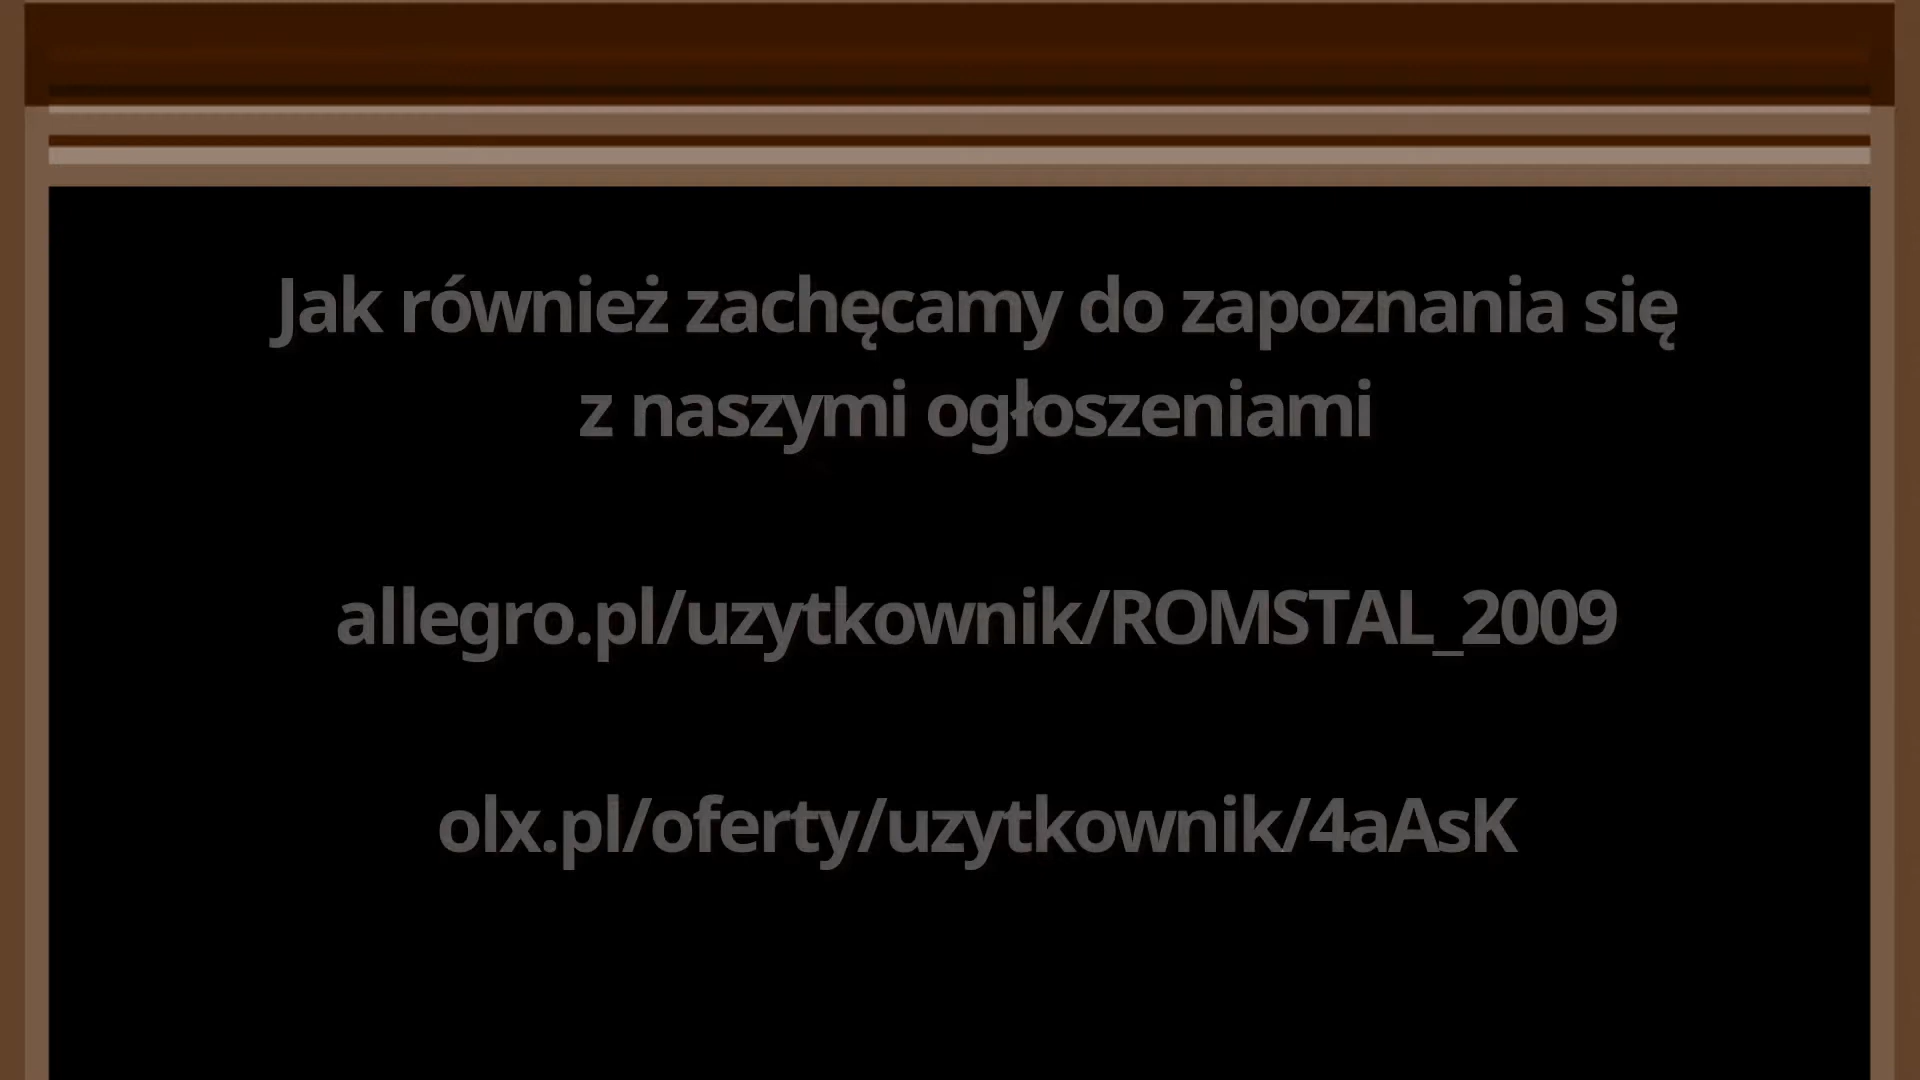 Jak również zachęcamy do zapoznania się
z naszymi ogłoszeniami
allegro.pl/uzytkownik/ROMSTAL_2009
olx.pl/oferty/uzytkownik/4aAsK